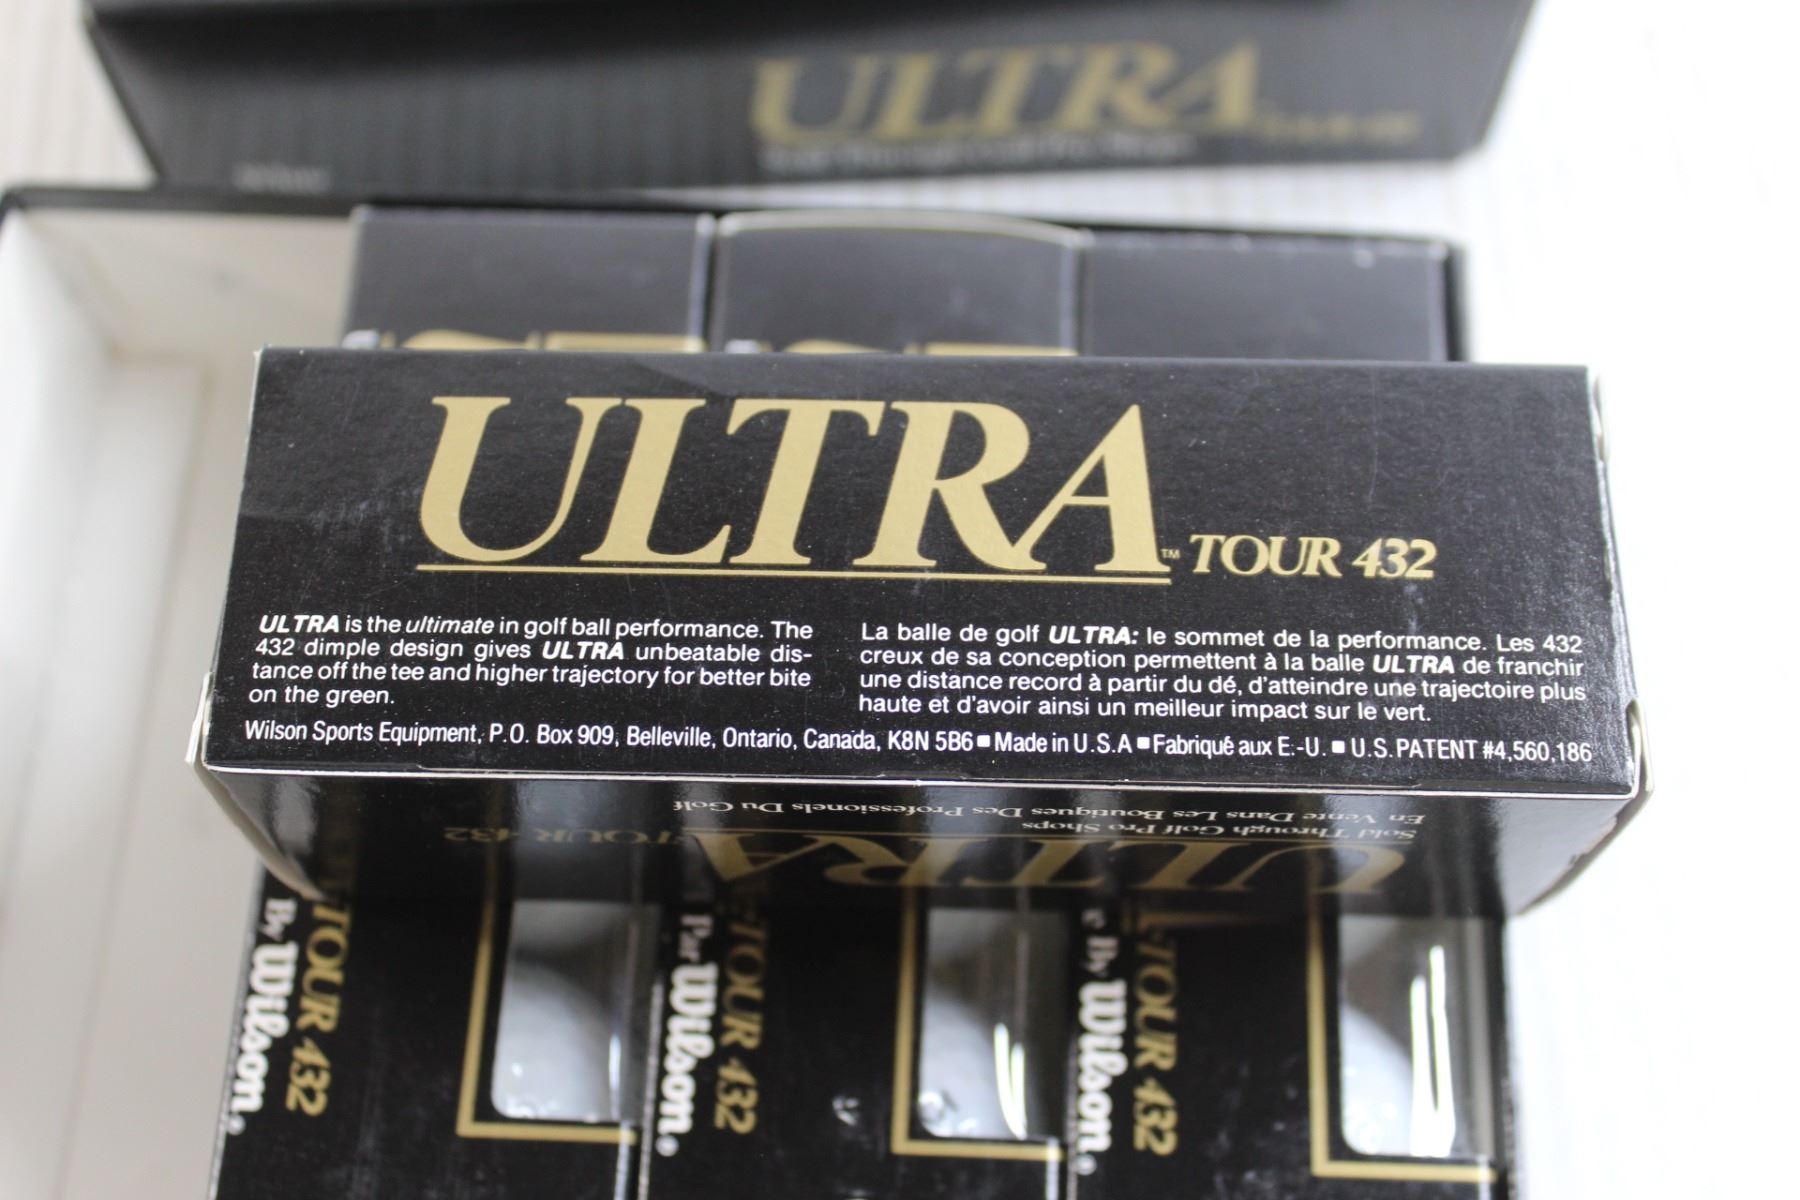 ULTRA
ULTRA™ TOUR 432
ULTRA is the ultimate in golf ball performance. The
432 dimple design gives ULTRA unbeatable dis-
tance off the tee and higher trajectory for better bite
on the green.
La balle de golf ULTRA: le sommet de la performance. Les 432
creux de sa conception permettent à la balle ULTRA de franchir
une distance record à partir du dé, d'atteindre une trajectoire plus
haute et d'avoir ainsi un meilleur impact sur le vert.
Wilson Sports Equipment, P.O. Box 909, Belleville, Ontario, Canada, K8N 5B6 ■ Made in U.S.A ■ Fabriqué aux E.-U. ■ U.S. PATENT #4,560,186
ULTRA TOUR 432
Sold Through Golf Pro Shops
En Vente Dans Les Boutiques Des Professionels Du Golf
TOUR 432
By Wilson®
TOUR 432
Par Wilson®
TOUR 432
By Wilson®